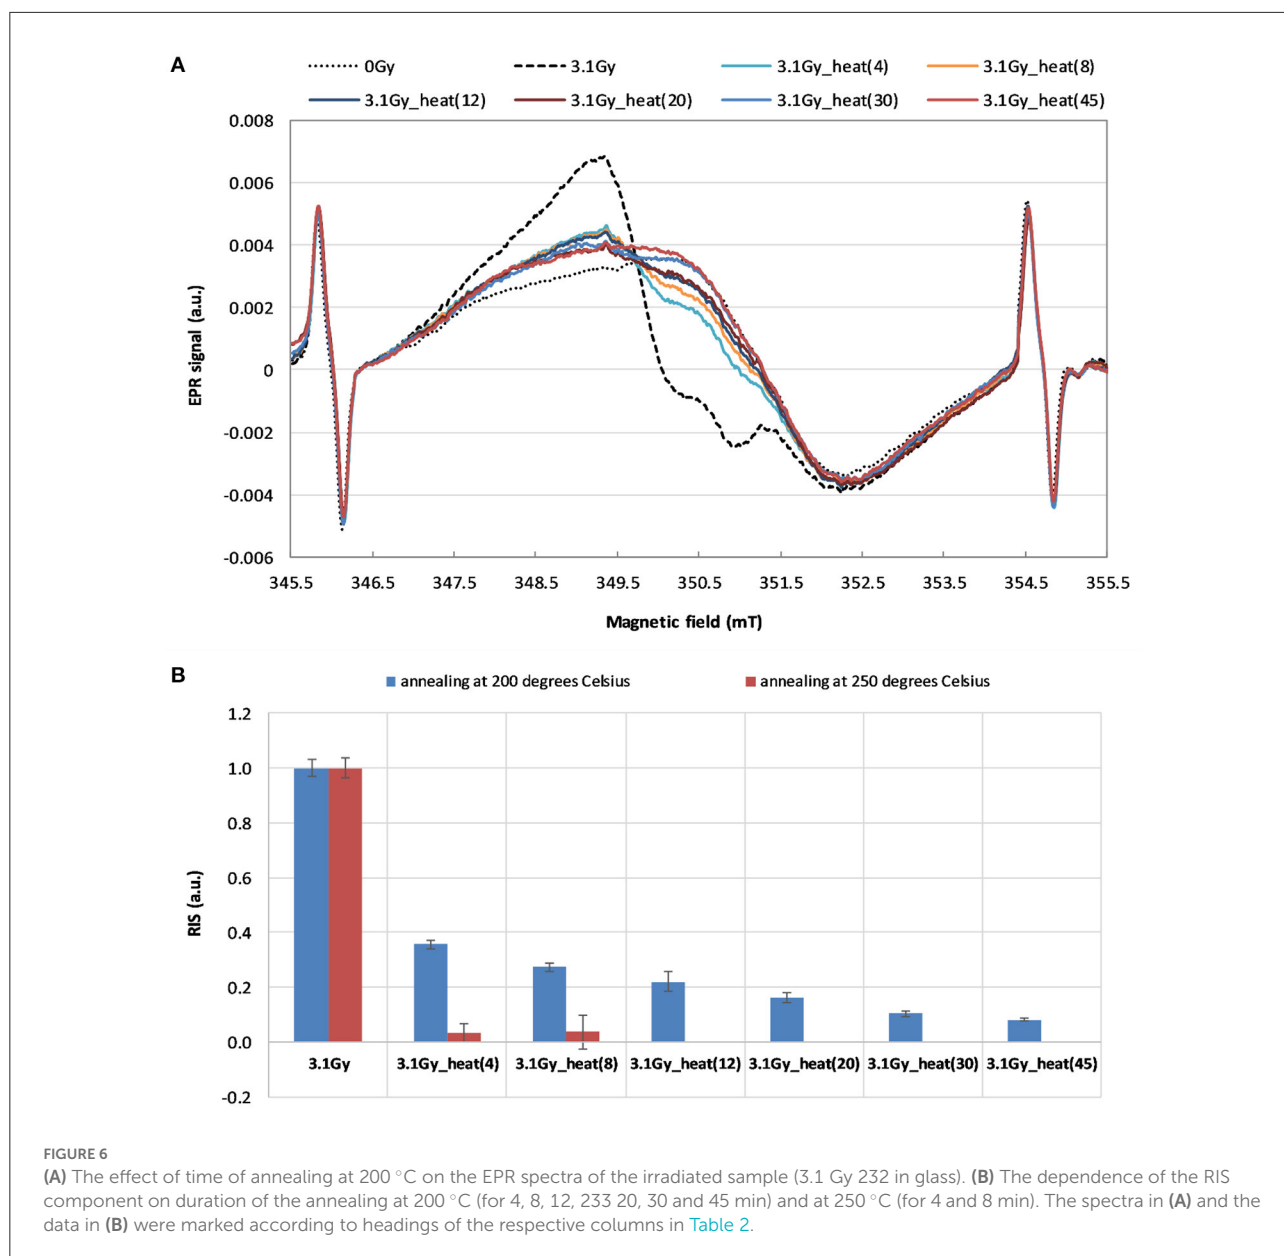 A
0Gy 3.1Gy 3.1Gy_heat(4) 3.1Gy_heat(8)
3.1Gy_heat(12) 3.1Gy_heat(20) 3.1Gy_heat(30) 3.1Gy_heat(45)
0.008
0.006
0.004
0.002
0
-0.002
-0.004
-0.006
EPR signal (a.u.)
345.5 346.5 347.5 348.5 349.5 350.5 351.5 352.5 353.5 354.5 355.5
Magnetic field (mT)
B
annealing at 200 degrees Celsius annealing at 250 degrees Celsius
1.2
1.0
0.8
0.6
0.4
0.2
0.0
-0.2
RIS (a.u.)
3.1Gy 3.1Gy_heat(4) 3.1Gy_heat(8) 3.1Gy_heat(12) 3.1Gy_heat(20) 3.1Gy_heat(30) 3.1Gy_heat(45)
FIGURE 6
(A) The effect of time of annealing at 200 °C on the EPR spectra of the irradiated sample (3.1 Gy 232 in glass). (B) The dependence of the RIS
component on duration of the annealing at 200 °C (for 4, 8, 12, 233 20, 30 and 45 min) and at 250 °C (for 4 and 8 min). The spectra in (A) and the
data in (B) were marked according to headings of the respective columns in Table 2.